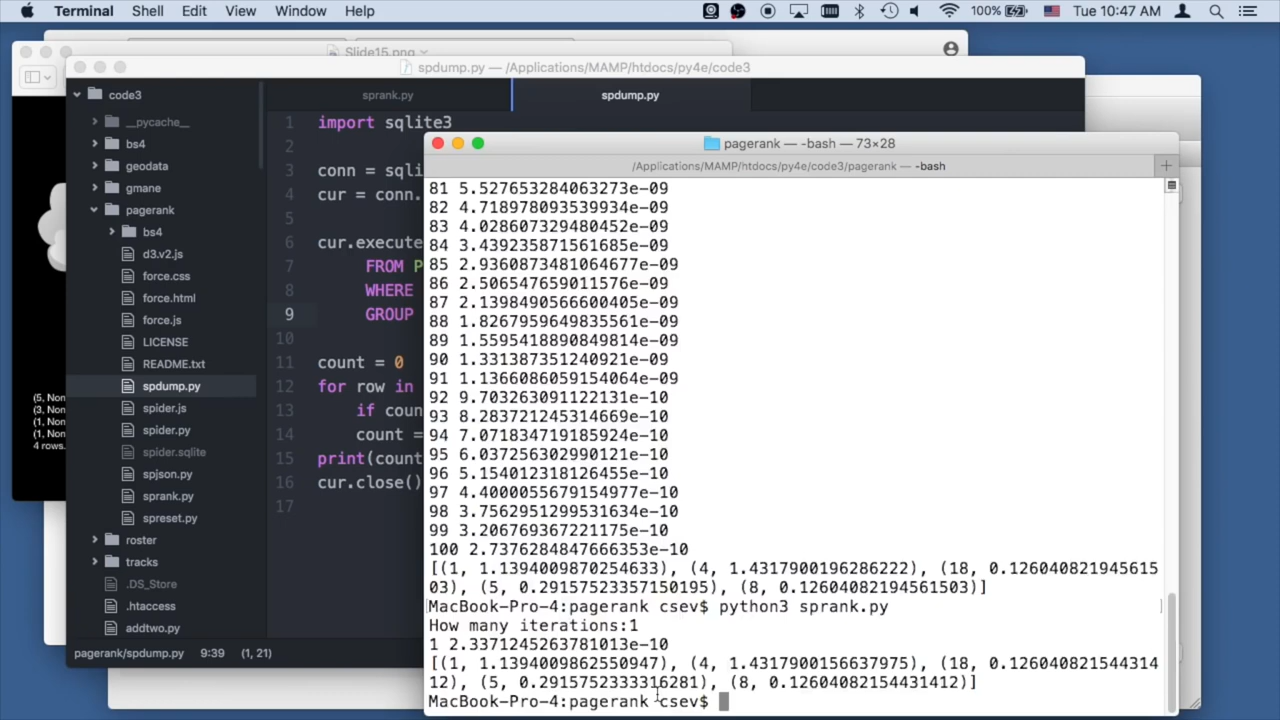 Terminal Shell Edit View Window Help 100% Tue 10:47 AM
Slide15.png
spdump.py — /Applications/MAMP/htdocs/py4e/code3
code3
__pycache__
bs4
geodata
gmane
pagerank
bs4
d3.v2.js
force.css
force.html
force.js
LICENSE
README.txt
spdump.py
spider.js
spider.py
spider.sqlite
spjson.py
sprank.py
spreset.py
roster
tracks
.DS_Store
.htaccess
addtwo.py
pagerank/spdump.py 9:39 (1, 21)
(5, Non
(3, Non
(1, Non
(1, Non
4 rows.
sprank.py spdump.py
1 import sqlite3
2
3 conn = sqli
4 cur = conn.
5
6 cur.execute
7 FROM P
8 WHERE
9 GROUP
10
11 count = 0
12 for row in
13 if coun
14 count =
15 print(count
16 cur.close()
17
pagerank — -bash — 73×28
/Applications/MAMP/htdocs/py4e/code3/pagerank — -bash
81 5.527653284063273e-09
82 4.718978093539934e-09
83 4.028607329480452e-09
84 3.439235871561685e-09
85 2.9360873481064677e-09
86 2.506547659011576e-09
87 2.1398490566600405e-09
88 1.8267959649835561e-09
89 1.5595418890849814e-09
90 1.331387351240921e-09
91 1.1366086059154064e-09
92 9.703263091122131e-10
93 8.283721245314669e-10
94 7.071834719185924e-10
95 6.037256302990121e-10
96 5.154012318126455e-10
97 4.4000055679154977e-10
98 3.7562951299531634e-10
99 3.206769367221175e-10
100 2.7376284847666353e-10
[(1, 1.1394009870254633), (4, 1.4317900196286222), (18, 0.126040821945615
03), (5, 0.29157523357150195), (8, 0.12604082194561503)]
MacBook-Pro-4:pagerank csev$ python3 sprank.py
How many iterations:1
1 2.3371245263781013e-10
[(1, 1.1394009862550947), (4, 1.4317900156637975), (18, 0.126040821544314
12), (5, 0.2915752333316281), (8, 0.12604082154431412)]
MacBook-Pro-4:pagerank csev$